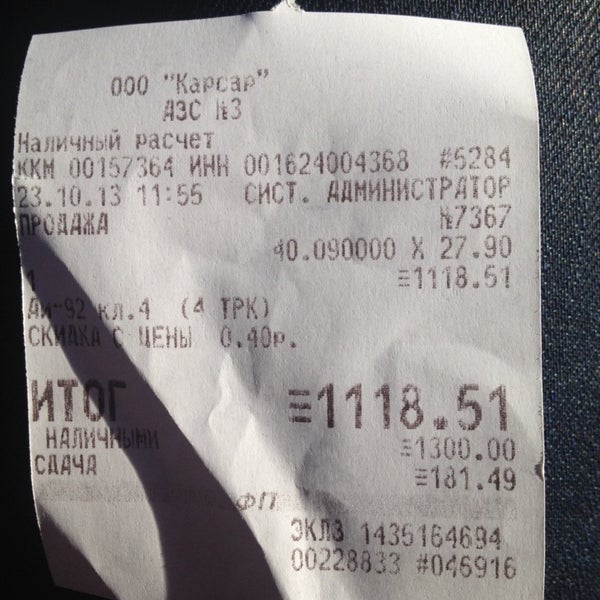 ООО "Карсар"
АЗС №3
Наличный расчет
ККМ 00157364 ИНН 001624004368 #5284
23.10.13 11:55 СИСТ. АДМИНИСТРАТОР
ПРОДАЖА №7367
40.090000 X 27.90
1 ≡1118.51
Аи-92 кл.4 (4 ТРК)
СКИДКА С ЦЕНЫ 0.40р.
ИТОГ ≡1118.51
НАЛИЧНЫМИ ≡1300.00
СДАЧА ≡181.49
ФП
ЭКЛЗ 1435164694
00228833 #046916